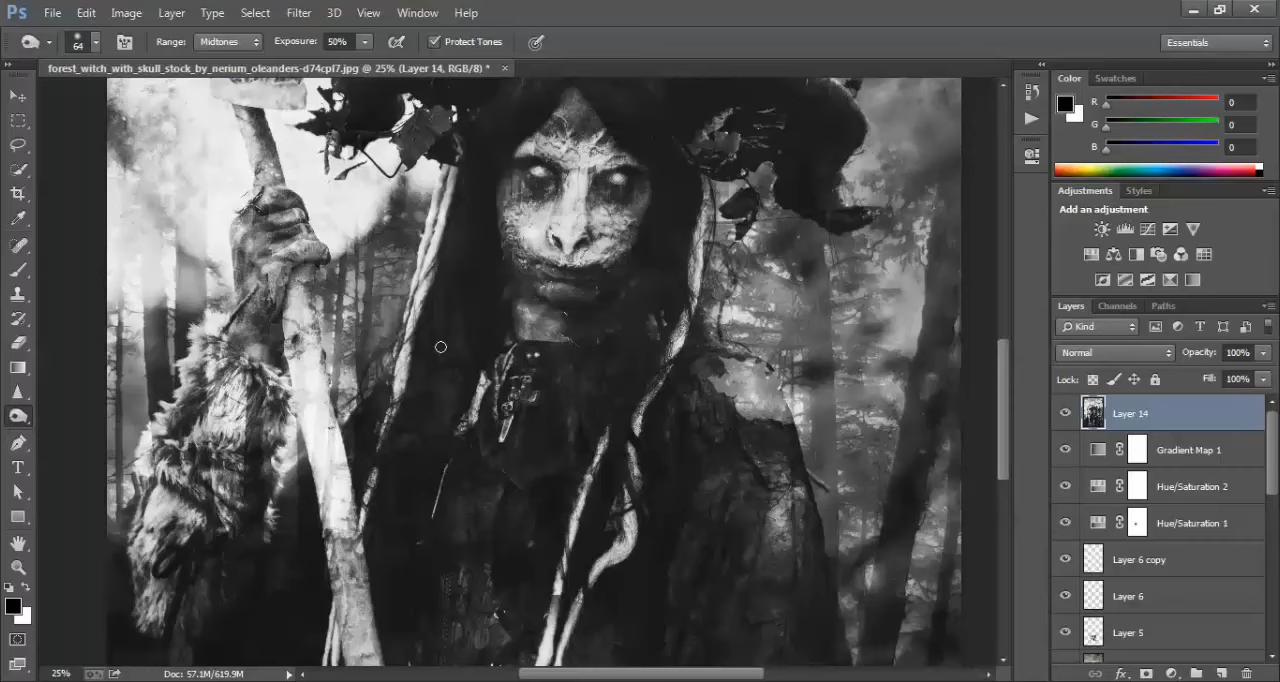 Ps File Edit Image Layer Type Select Filter 3D View Window Help
64 Range: Midtones Exposure: 50% Protect Tones Essentials
forest_witch_with_skull_stock_by_nerium_oleanders-d74cpf7.jpg @ 25% (Layer 14, RGB/8) *
Color Swatches
R 0
G 0
B 0
Adjustments Styles
Add an adjustment
Layers Channels Paths
Kind
Normal Opacity: 100%
Lock: Fill: 100%
Layer 14
Gradient Map 1
Hue/Saturation 2
Hue/Saturation 1
Layer 6 copy
Layer 6
Layer 5
25% Doc: 57.1M/619.9M
fx